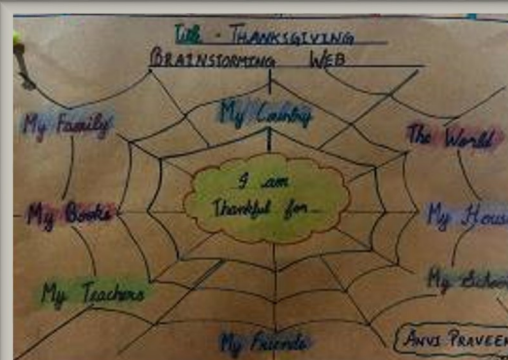 Title - THANKSGIVING
BRAINSTORMING WEB
My Country
My Family
The World
I am
Thankful for...
My Books
My Hous
My Teachers
My School
My Friends
ANVI PRAVEEN